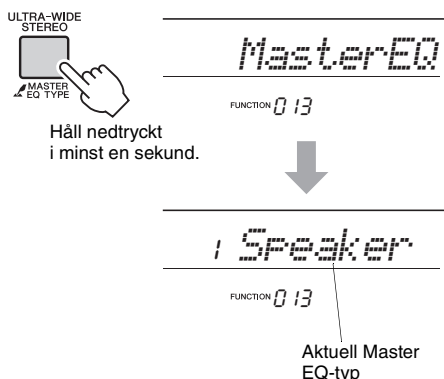 ULTRA-WIDE
STEREO
MASTER
EQ TYPE
Håll nedtryckt
i minst en sekund.
MasterEQ
FUNCTION 013
1 Speaker
FUNCTION 013
Aktuell Master
EQ-typ